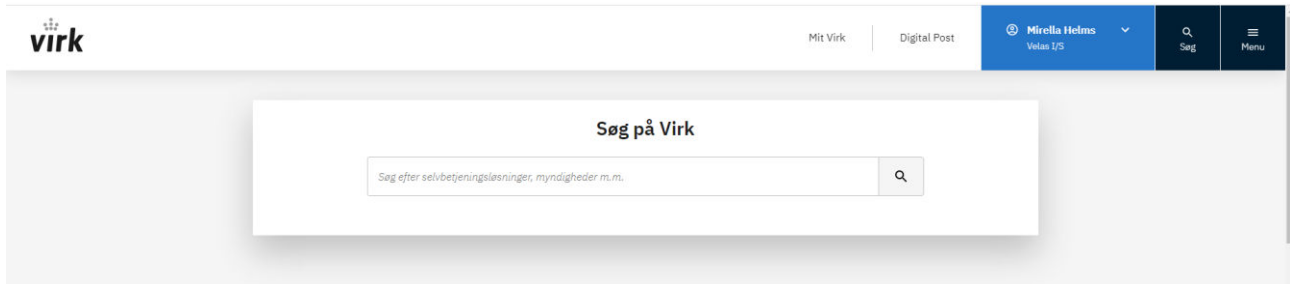 virk
Mit Virk
Digital Post
Mirella Helms
Velas I/S
Søg
Menu
Søg på Virk
Søg efter selvbetjeningsløsninger, myndigheder m.m.